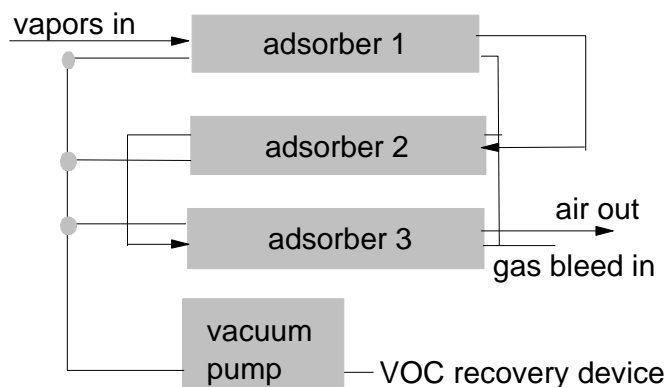 vapors in
adsorber 1
adsorber 2
adsorber 3
air out
gas bleed in
vacuum
pump
VOC recovery device